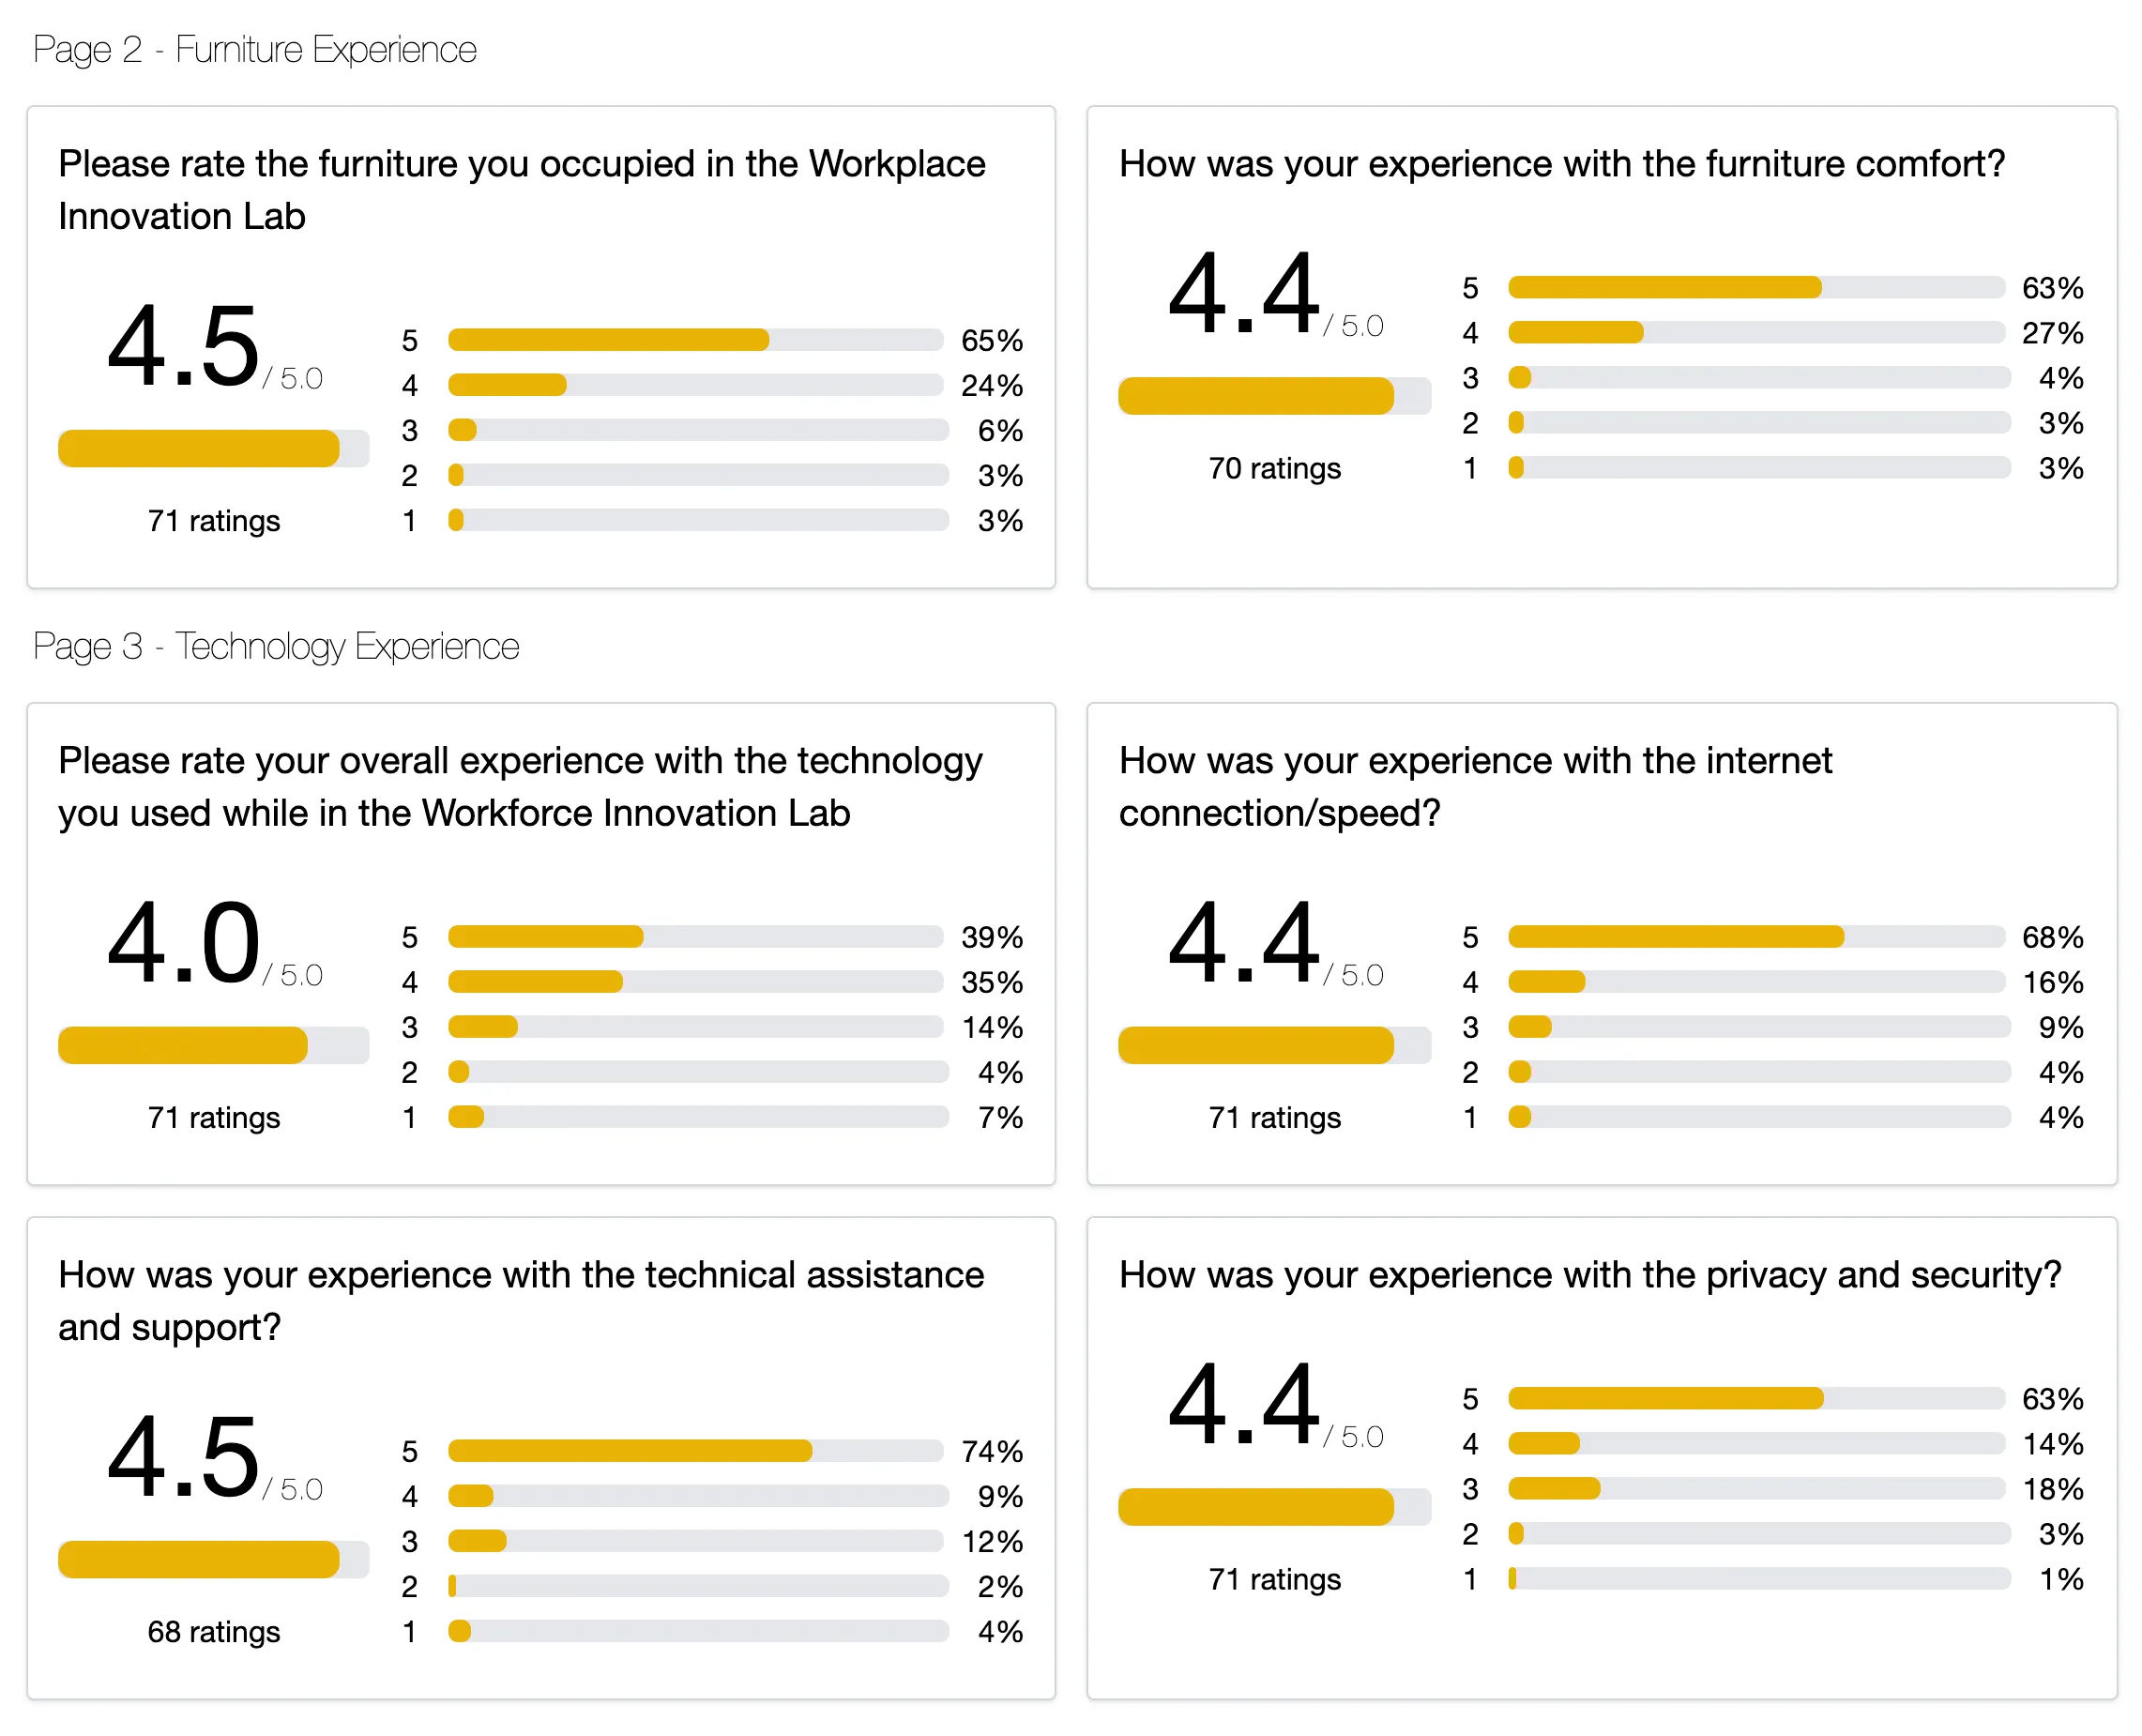 Page 2 - Furniture Experience
Please rate the furniture you occupied in the Workplace
Innovation Lab
4.5 / 5.0
71 ratings
5 65%
4 24%
3 6%
2 3%
1 3%
How was your experience with the furniture comfort?
4.4 / 5.0
70 ratings
5 63%
4 27%
3 4%
2 3%
1 3%
Page 3 - Technology Experience
Please rate your overall experience with the technology
you used while in the Workforce Innovation Lab
4.0 / 5.0
71 ratings
5 39%
4 35%
3 14%
2 4%
1 7%
How was your experience with the internet
connection/speed?
4.4 / 5.0
71 ratings
5 68%
4 16%
3 9%
2 4%
1 4%
How was your experience with the technical assistance
and support?
4.5 / 5.0
68 ratings
5 74%
4 9%
3 12%
2 2%
1 4%
How was your experience with the privacy and security?
4.4 / 5.0
71 ratings
5 63%
4 14%
3 18%
2 3%
1 1%